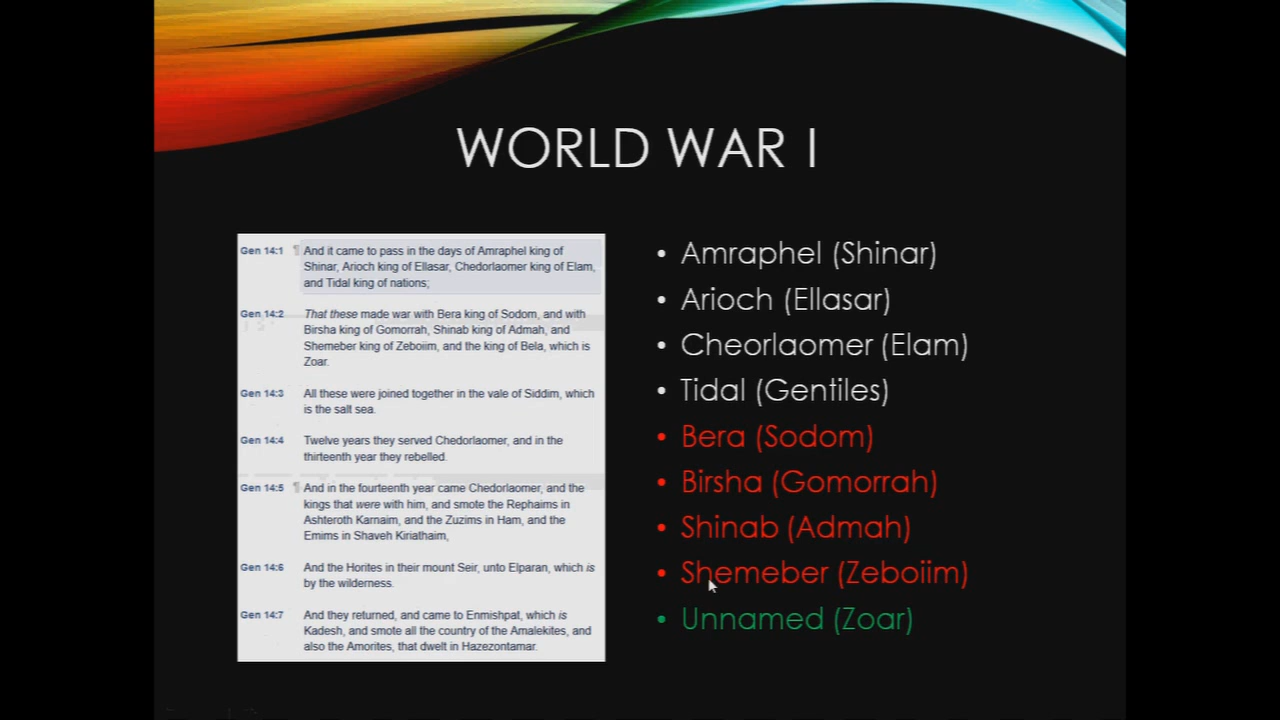 WORLD WAR I
Gen 14:1 ¶ And it came to pass in the days of Amraphel king of
Shinar, Arioch king of Ellasar, Chedorlaomer king of Elam,
and Tidal king of nations;
Gen 14:2 That these made war with Bera king of Sodom, and with
Birsha king of Gomorrah, Shinab king of Admah, and
Shemeber king of Zeboiim, and the king of Bela, which is
Zoar.
Gen 14:3 All these were joined together in the vale of Siddim, which
is the salt sea.
Gen 14:4 Twelve years they served Chedorlaomer, and in the
thirteenth year they rebelled.
Gen 14:5 ¶ And in the fourteenth year came Chedorlaomer, and the
kings that were with him, and smote the Rephaims in
Ashteroth Karnaim, and the Zuzims in Ham, and the
Emims in Shaveh Kiriathaim,
Gen 14:6 And the Horites in their mount Seir, unto Elparan, which is
by the wilderness.
Gen 14:7 And they returned, and came to Enmishpat, which is
Kadesh, and smote all the country of the Amalekites, and
also the Amorites, that dwelt in Hazezontamar.
• Amraphel (Shinar)
• Arioch (Ellasar)
• Cheorlaomer (Elam)
• Tidal (Gentiles)
• Bera (Sodom)
• Birsha (Gomorrah)
• Shinab (Admah)
• Shemeber (Zeboiim)
• Unnamed (Zoar)